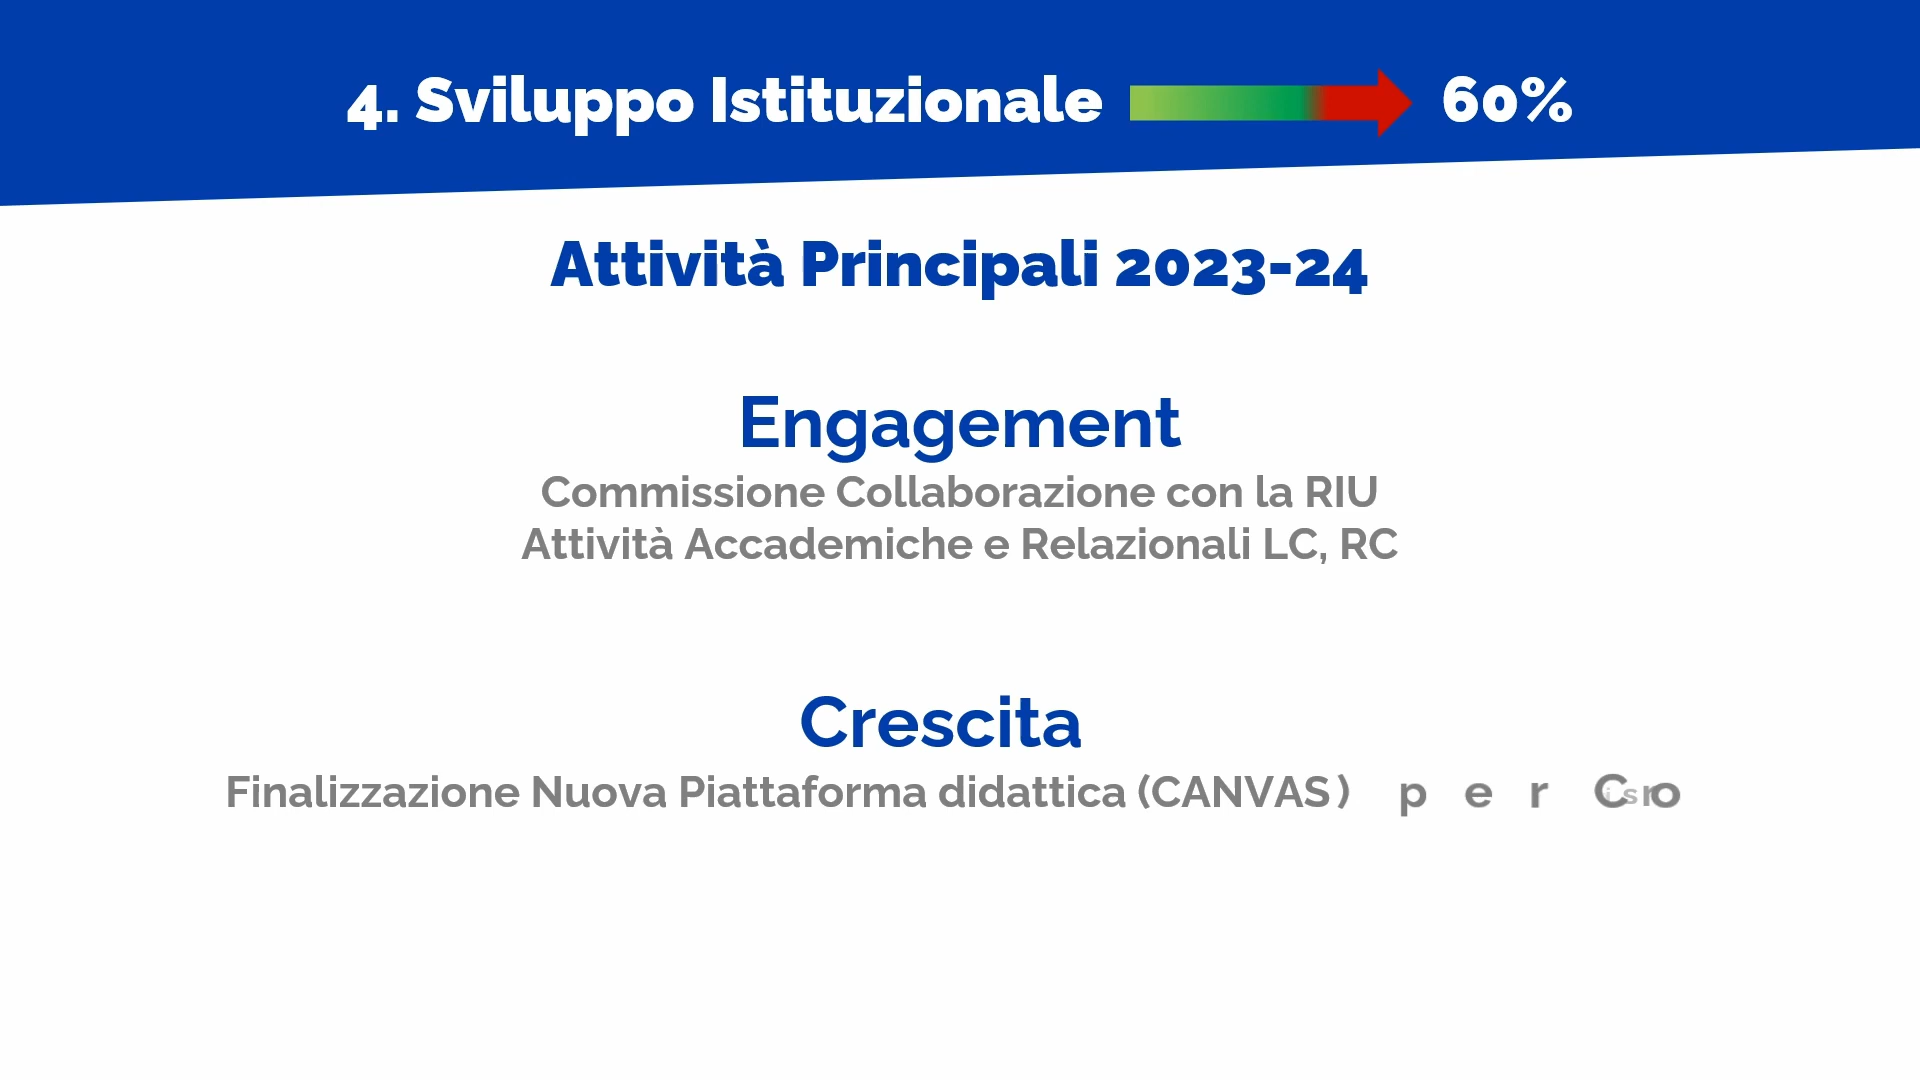 4. Sviluppo Istituzionale 60%
Attività Principali 2023-24
Engagement
Commissione Collaborazione con la RIU
Attività Accademiche e Relazionali LC, RC
Crescita
Finalizzazione Nuova Piattaforma didattica (CANVAS) per